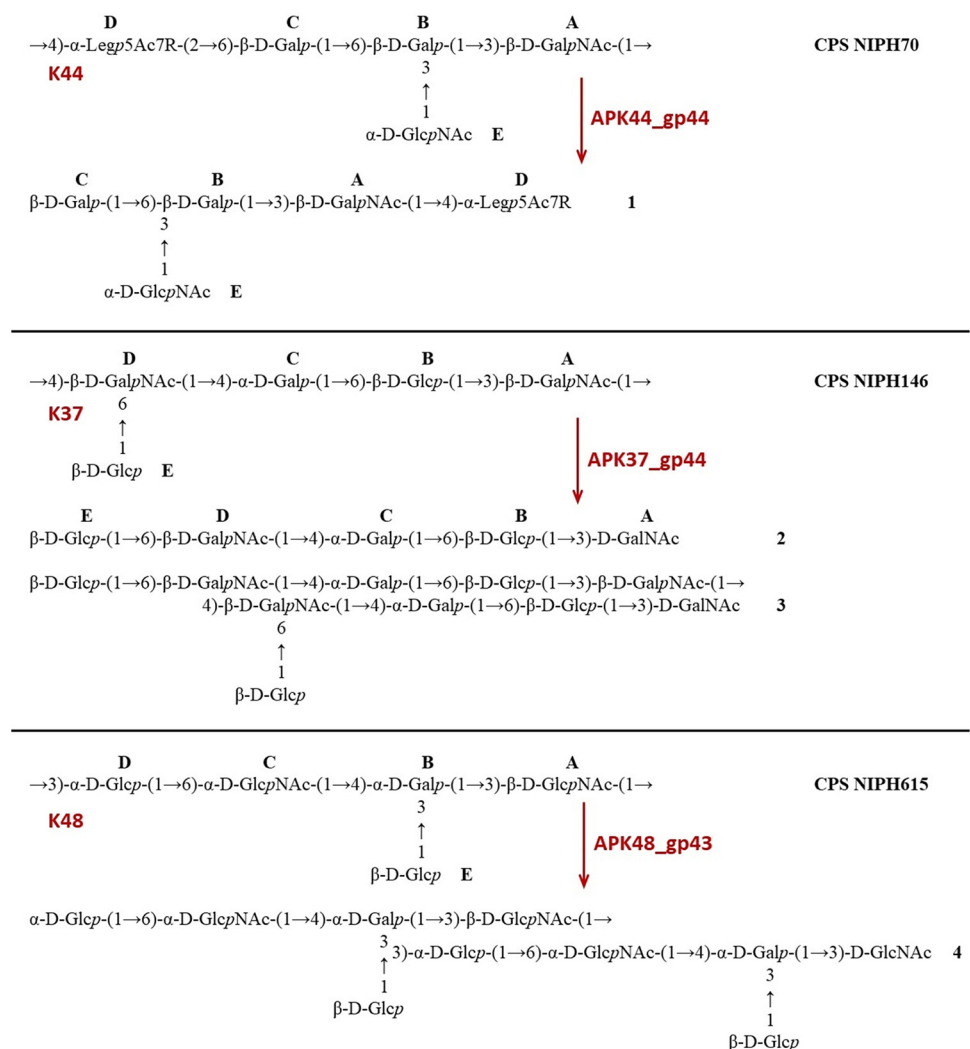 D C B A
→4)-α-Legp5Ac7R-(2→6)-β-D-Galp-(1→6)-β-D-Galp-(1→3)-β-D-GalpNAc-(1→ CPS NIPH70
K44 3
↑
1 APK44_gp44
α-D-GlcpNAc E
C B A D
β-D-Galp-(1→6)-β-D-Galp-(1→3)-β-D-GalpNAc-(1→4)-α-Legp5Ac7R 1
3
↑
1
α-D-GlcpNAc E
D C B A
→4)-β-D-GalpNAc-(1→4)-α-D-Galp-(1→6)-β-D-Glcp-(1→3)-β-D-GalpNAc-(1→ CPS NIPH146
K37 6
↑
1 APK37_gp44
β-D-Glcp E
E D C B A
β-D-Glcp-(1→6)-β-D-GalpNAc-(1→4)-α-D-Galp-(1→6)-β-D-Glcp-(1→3)-D-GalNAc 2
β-D-Glcp-(1→6)-β-D-GalpNAc-(1→4)-α-D-Galp-(1→6)-β-D-Glcp-(1→3)-β-D-GalpNAc-(1→
4)-β-D-GalpNAc-(1→4)-α-D-Galp-(1→6)-β-D-Glcp-(1→3)-D-GalNAc 3
6
↑
1
β-D-Glcp
D C B A
→3)-α-D-Glcp-(1→6)-α-D-GlcpNAc-(1→4)-α-D-Galp-(1→3)-β-D-GlcpNAc-(1→ CPS NIPH615
K48 3
↑
1 APK48_gp43
β-D-Glcp E
α-D-Glcp-(1→6)-α-D-GlcpNAc-(1→4)-α-D-Galp-(1→3)-β-D-GlcpNAc-(1→
3 3)-α-D-Glcp-(1→6)-α-D-GlcpNAc-(1→4)-α-D-Galp-(1→3)-D-GlcNAc 4
↑ 3
1 ↑
β-D-Glcp 1
β-D-Glcp